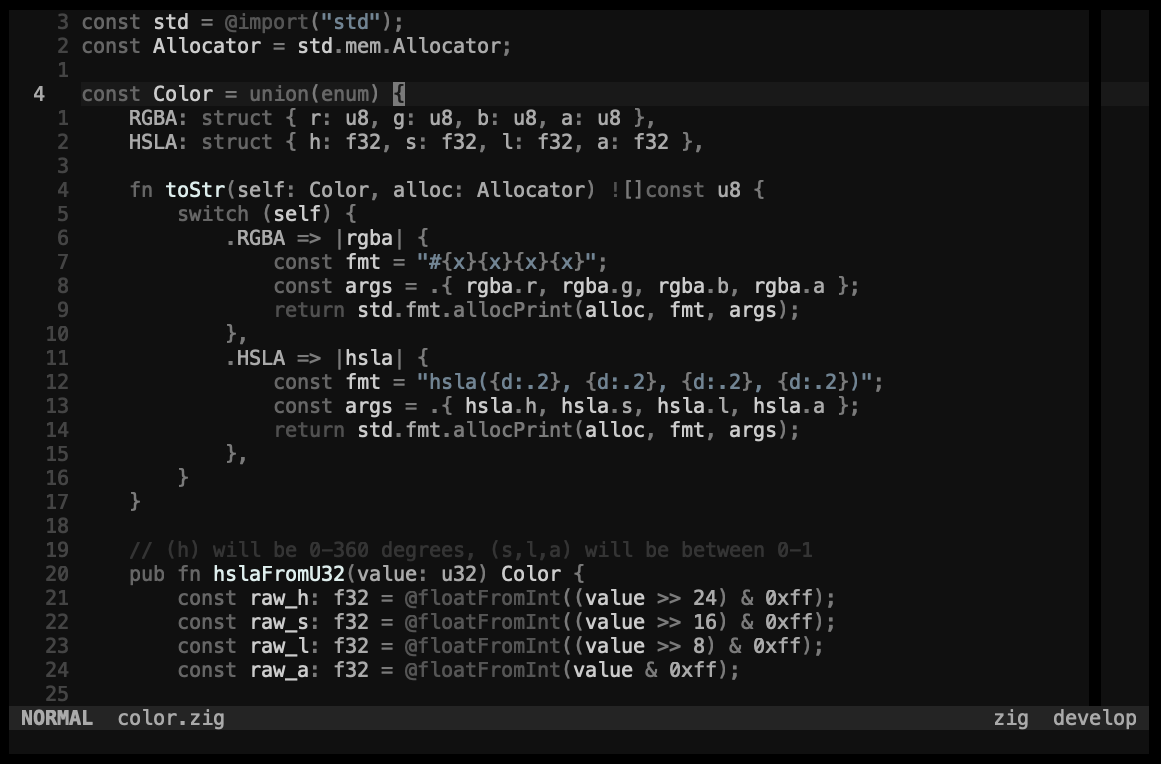 3 const std = @import("std");
2 const Allocator = std.mem.Allocator;
1
4 const Color = union(enum) {
1 RGBA: struct { r: u8, g: u8, b: u8, a: u8 },
2 HSLA: struct { h: f32, s: f32, l: f32, a: f32 },
3
4 fn toStr(self: Color, alloc: Allocator) ![]const u8 {
5 switch (self) {
6 .RGBA => |rgba| {
7 const fmt = "#{x}{x}{x}{x}";
8 const args = .{ rgba.r, rgba.g, rgba.b, rgba.a };
9 return std.fmt.allocPrint(alloc, fmt, args);
10 },
11 .HSLA => |hsla| {
12 const fmt = "hsla({d:.2}, {d:.2}, {d:.2}, {d:.2})";
13 const args = .{ hsla.h, hsla.s, hsla.l, hsla.a };
14 return std.fmt.allocPrint(alloc, fmt, args);
15 },
16 }
17 }
18
19 // (h) will be 0-360 degrees, (s,l,a) will be between 0-1
20 pub fn hslaFromU32(value: u32) Color {
21 const raw_h: f32 = @floatFromInt((value >> 24) & 0xff);
22 const raw_s: f32 = @floatFromInt((value >> 16) & 0xff);
23 const raw_l: f32 = @floatFromInt((value >> 8) & 0xff);
24 const raw_a: f32 = @floatFromInt(value & 0xff);
25
NORMAL color.zig zig develop